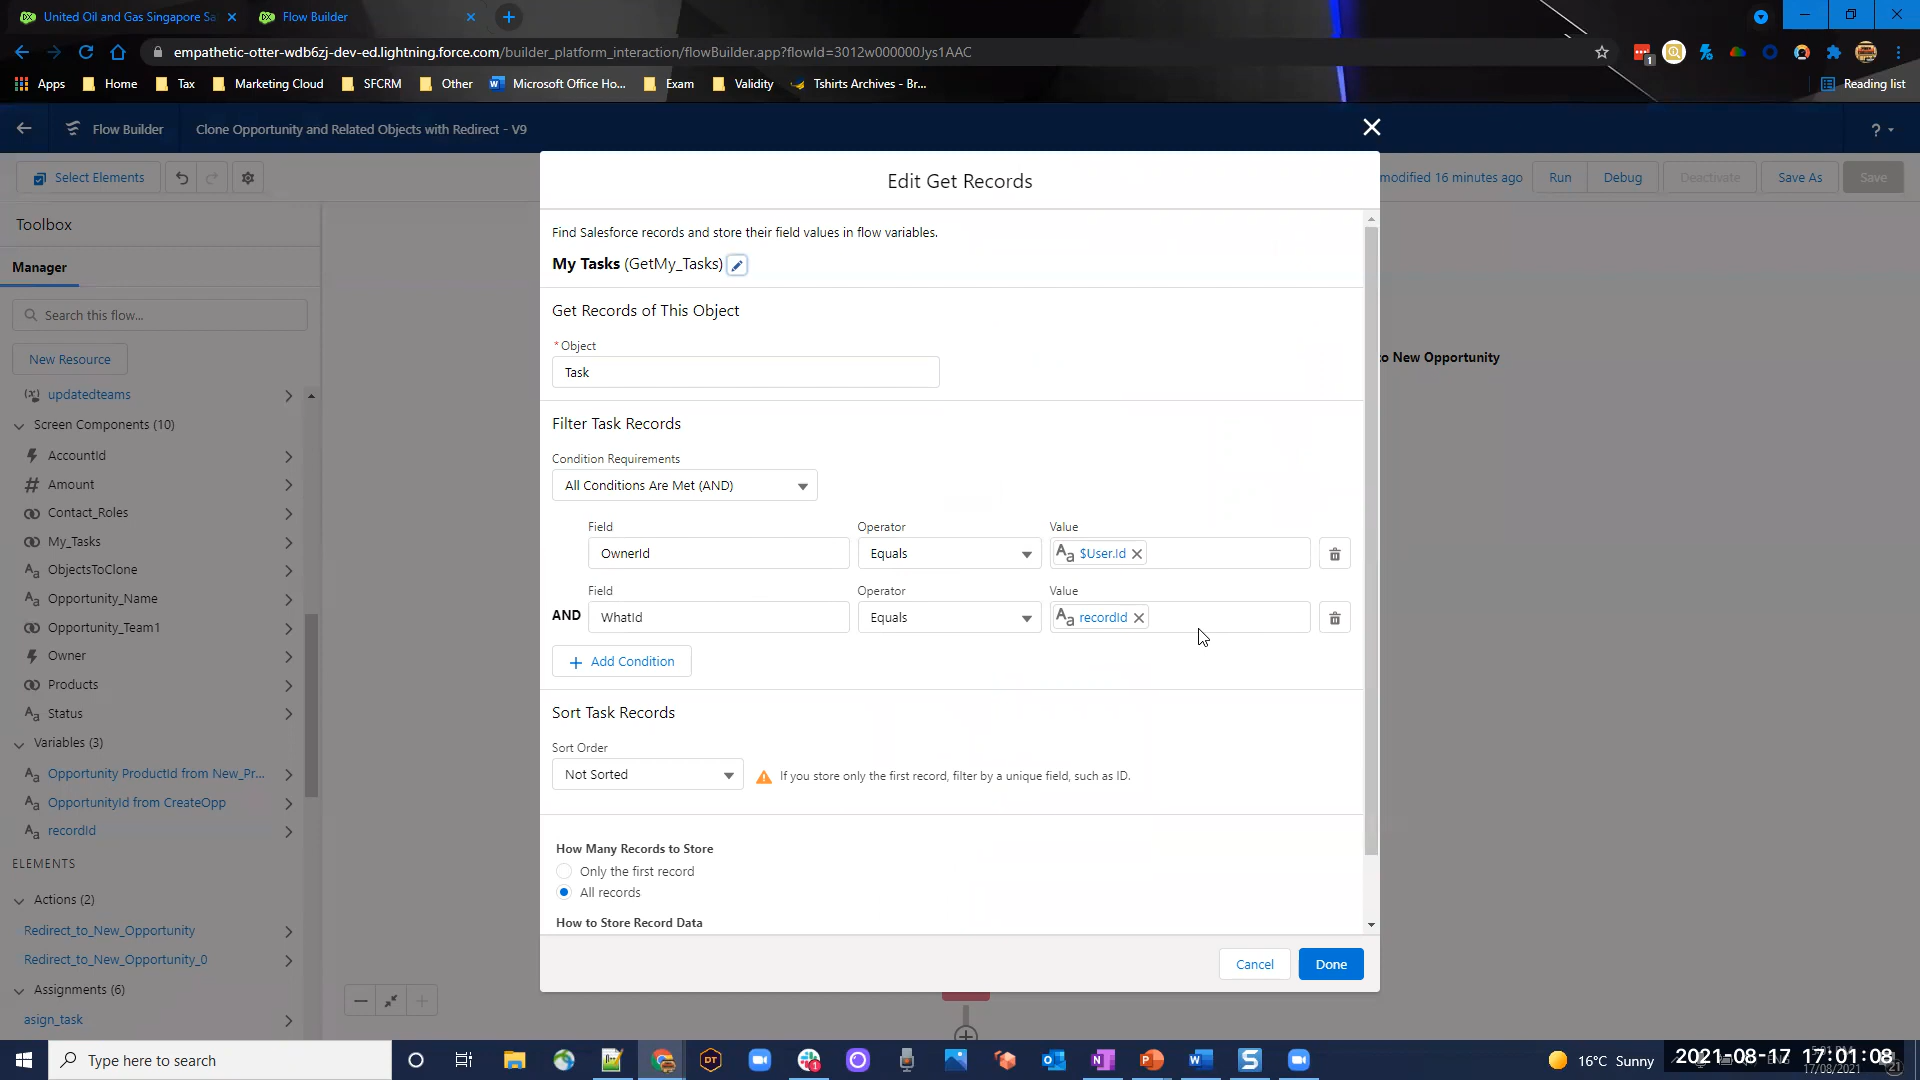 United Oil and Gas Singapore Sa
Flow Builder
empathetic-otter-wdb6zj-dev-ed.lightning.force.com/builder_platform_interaction/flowBuilder.app?flowId=3012w000000Jys1AAC
Apps
Home
Tax
Marketing Cloud
SFCRM
Other
Microsoft Office Ho...
Exam
Validity
Tshirts Archives - Br...
Reading list
Flow Builder
Clone Opportunity and Related Objects with Redirect - V9
?
Select Elements
modified 16 minutes ago
Run
Debug
Deactivate
Save As
Save
Toolbox
Manager
Search this flow...
New Resource
updatedteams
Screen Components (10)
AccountId
Amount
Contact_Roles
My_Tasks
ObjectsToClone
Opportunity_Name
Opportunity_Team1
Owner
Products
Status
Variables (3)
Opportunity ProductId from New_Pr...
OpportunityId from CreateOpp
recordId
ELEMENTS
Actions (2)
Redirect_to_New_Opportunity
Redirect_to_New_Opportunity_0
Assignments (6)
asign_task
to New Opportunity
Edit Get Records
Find Salesforce records and store their field values in flow variables.
My Tasks (GetMy_Tasks)
Get Records of This Object
* Object
Task
Filter Task Records
Condition Requirements
All Conditions Are Met (AND)
Field Operator Value
OwnerId Equals $User.Id
Field Operator Value
AND WhatId Equals recordId
Add Condition
Sort Task Records
Sort Order
Not Sorted
If you store only the first record, filter by a unique field, such as ID.
How Many Records to Store
Only the first record
All records
How to Store Record Data
Cancel
Done
Type here to search
16°C Sunny
2021-08-17 17:01:08
17/08/2021